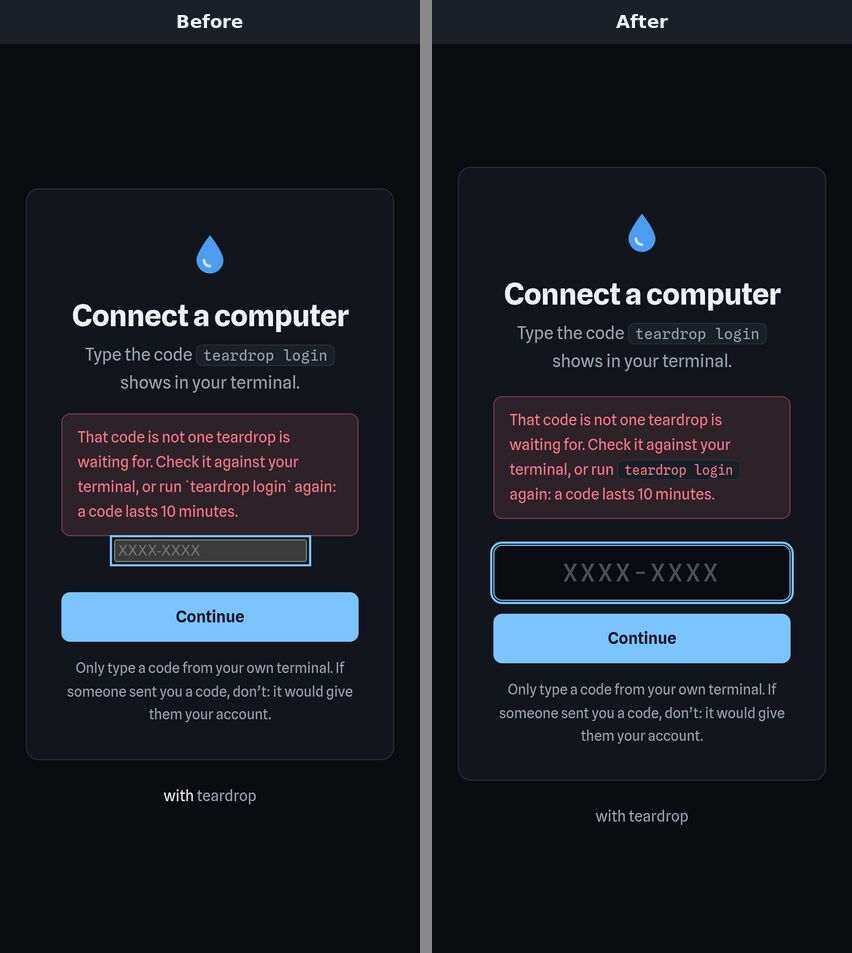 Before
Connect a computer
Type the code teardrop login
shows in your terminal.
That code is not one teardrop is
waiting for. Check it against your
terminal, or run `teardrop login` again:
a code lasts 10 minutes.
XXXX-XXXX
Continue
Only type a code from your own terminal. If
someone sent you a code, don’t: it would give
them your account.
with teardrop
After
Connect a computer
Type the code teardrop login
shows in your terminal.
That code is not one teardrop is
waiting for. Check it against your
terminal, or run teardrop login
again: a code lasts 10 minutes.
XXXX-XXXX
Continue
Only type a code from your own terminal. If
someone sent you a code, don’t: it would give
them your account.
with teardrop